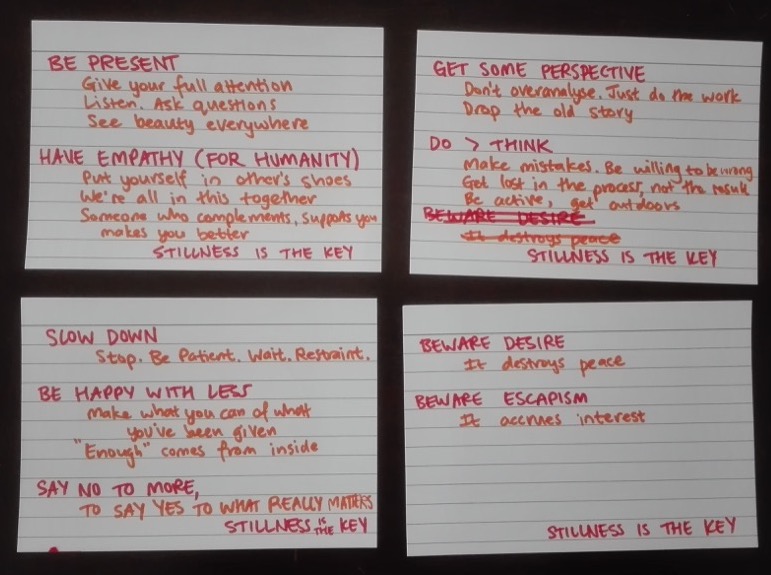 BE PRESENT
Give your full attention
Listen. Ask questions
See beauty everywhere
HAVE EMPATHY (FOR HUMANITY)
Put yourself in other's shoes
We're all in this together
Someone who complements, supports you
makes you better
STILLNESS IS THE KEY
GET SOME PERSPECTIVE
Don't overanalyse. Just do the work
Drop the old story
DO > THINK
Make mistakes. Be willing to be wrong
Get lost in the process, not the result
Be active, get outdoors
BEWARE DESIRE
It destroys peace
STILLNESS IS THE KEY
SLOW DOWN
Stop. Be Patient. Wait. Restraint.
BE HAPPY WITH LESS
Make what you can of what
you've been given
"Enough" comes from inside
SAY NO TO MORE,
TO SAY YES TO WHAT REALLY MATTERS
STILLNESS IS THE KEY
BEWARE DESIRE
It destroys peace
BEWARE ESCAPISM
It accrues interest
STILLNESS IS THE KEY